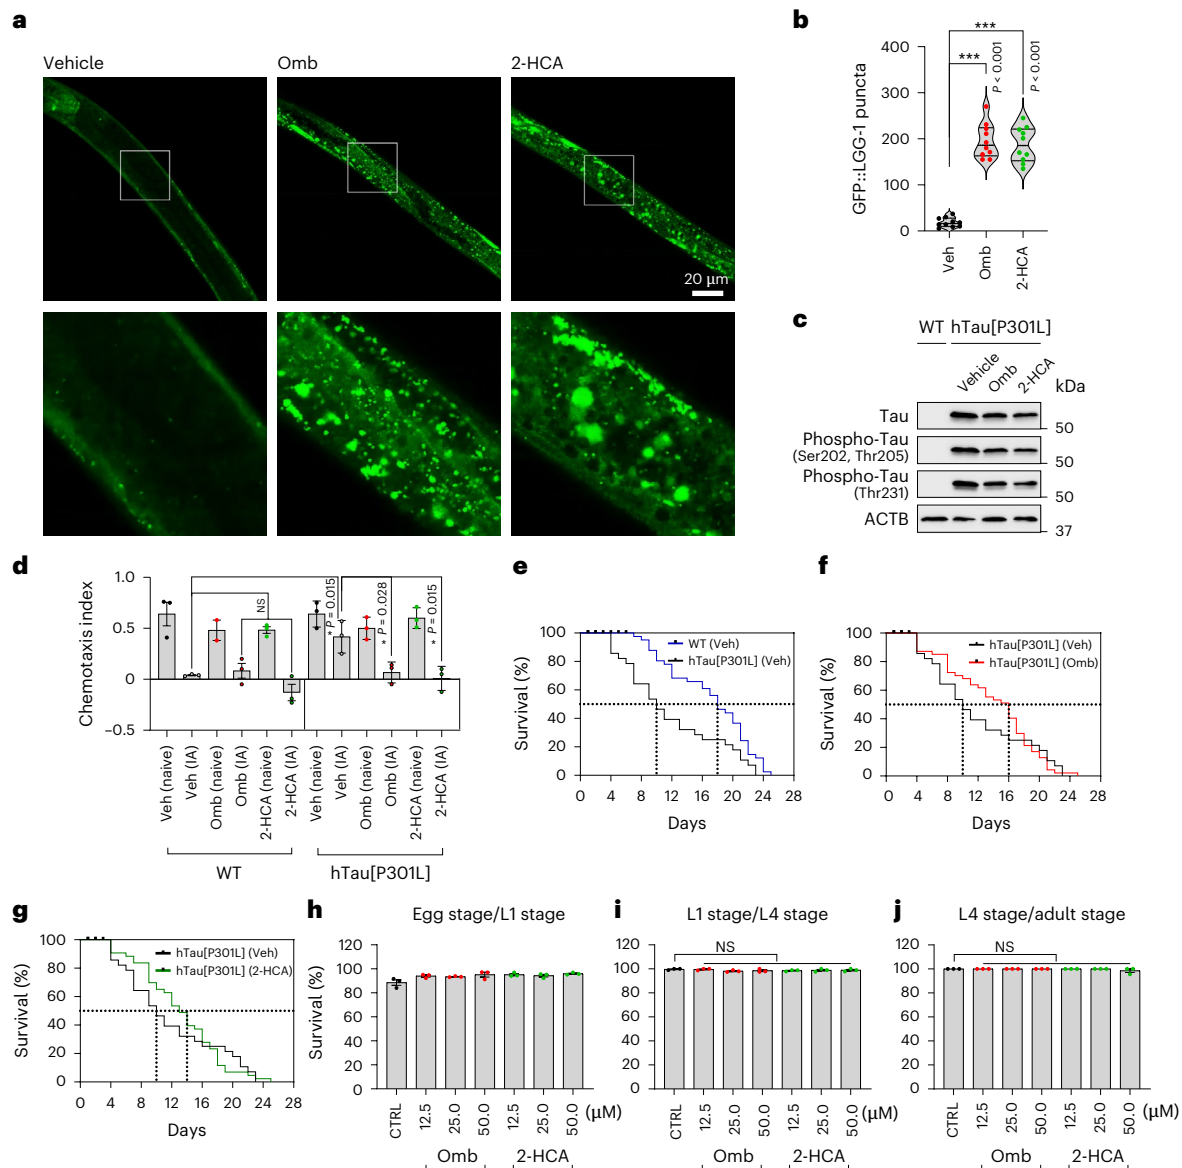 a
Vehicle
Omb
2-HCA
20 µm
b
GFP::LGG-1 puncta
400
300
200
100
0
***
***
P < 0.001
P < 0.001
Veh
Omb
2-HCA
c
WT hTau[P301L]
Vehicle
Omb
2-HCA
kDa
Tau
50
Phospho-Tau
(Ser202, Thr205)
50
Phospho-Tau
(Thr231)
50
ACTB
37
d
Chemotaxis index
1.0
0.5
0
−0.5
NS
* P = 0.015
* P = 0.028
* P = 0.015
Veh (naive)
Veh (IA)
Omb (naive)
Omb (IA)
2-HCA (naive)
2-HCA (IA)
Veh (naive)
Veh (IA)
Omb (naive)
Omb (IA)
2-HCA (naive)
2-HCA (IA)
WT
hTau[P301L]
e
Survival (%)
100
80
60
40
20
0
WT (Veh)
hTau[P301L] (Veh)
0 4 8 12 16 20 24 28
Days
f
Survival (%)
100
80
60
40
20
0
hTau[P301L] (Veh)
hTau[P301L] (Omb)
0 4 8 12 16 20 24 28
Days
g
Survival (%)
100
80
60
40
20
0
hTau[P301L] (Veh)
hTau[P301L] (2-HCA)
0 4 8 12 16 20 24 28
Days
h
Egg stage/L1 stage
Survival (%)
120
100
80
60
40
20
0
CTRL
12.5
25.0
50.0
12.5
25.0
50.0
(µM)
Omb
2-HCA
i
L1 stage/L4 stage
120
100
80
60
40
20
0
NS
CTRL
12.5
25.0
50.0
12.5
25.0
50.0
(µM)
Omb
2-HCA
j
L4 stage/adult stage
120
100
80
60
40
20
0
NS
CTRL
12.5
25.0
50.0
12.5
25.0
50.0
(µM)
Omb
2-HCA